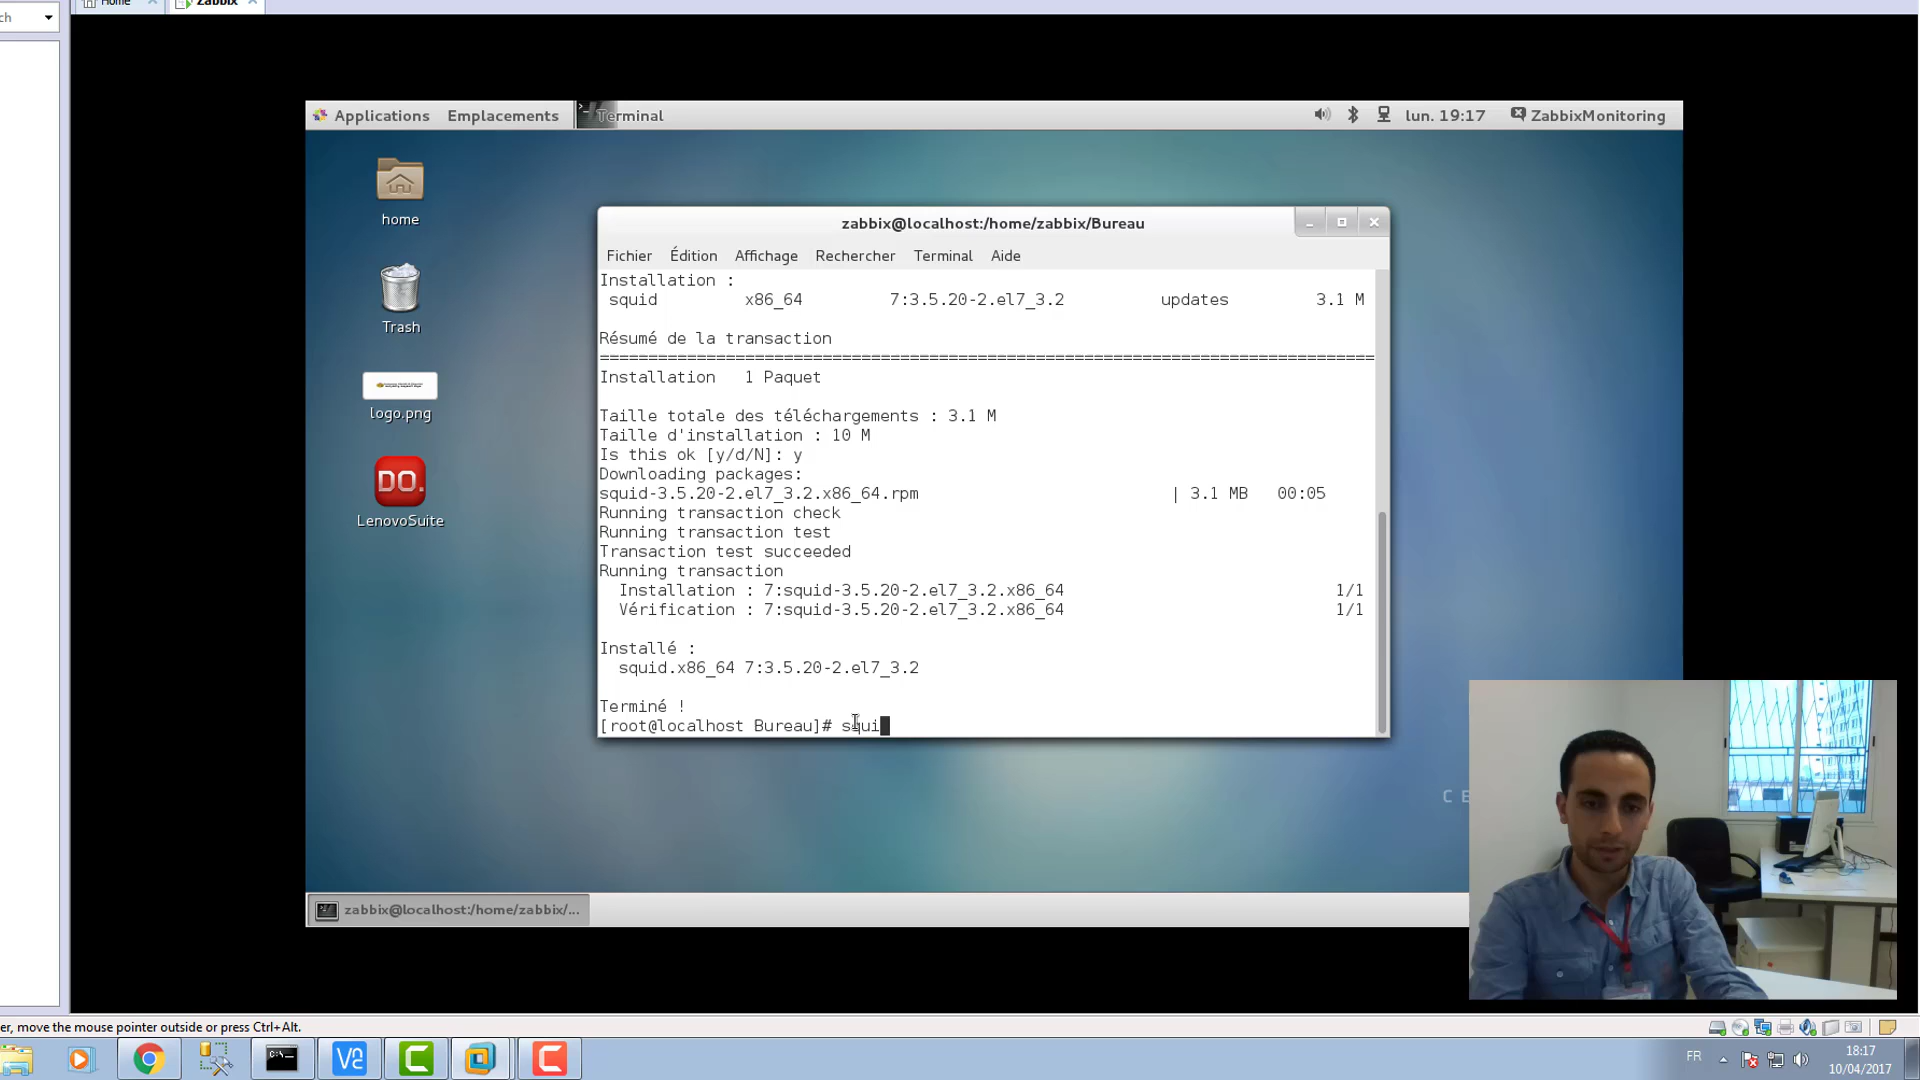 ch
Home
Zabbix
Applications Emplacements Terminal lun. 19:17 ZabbixMonitoring
home
Trash
logo.png
DO.
LenovoSuite
zabbix@localhost:/home/zabbix/Bureau
Fichier Édition Affichage Rechercher Terminal Aide
Installation :
squid x86_64 7:3.5.20-2.el7_3.2 updates 3.1 M
Résumé de la transaction
================================================================================
Installation 1 Paquet
Taille totale des téléchargements : 3.1 M
Taille d'installation : 10 M
Is this ok [y/d/N]: y
Downloading packages:
squid-3.5.20-2.el7_3.2.x86_64.rpm | 3.1 MB 00:05
Running transaction check
Running transaction test
Transaction test succeeded
Running transaction
Installation : 7:squid-3.5.20-2.el7_3.2.x86_64 1/1
Vérification : 7:squid-3.5.20-2.el7_3.2.x86_64 1/1
Installé :
squid.x86_64 7:3.5.20-2.el7_3.2
Terminé !
[root@localhost Bureau]# squi
C E
zabbix@localhost:/home/zabbix/...
er, move the mouse pointer outside or press Ctrl+Alt.
FR
18:17
10/04/2017